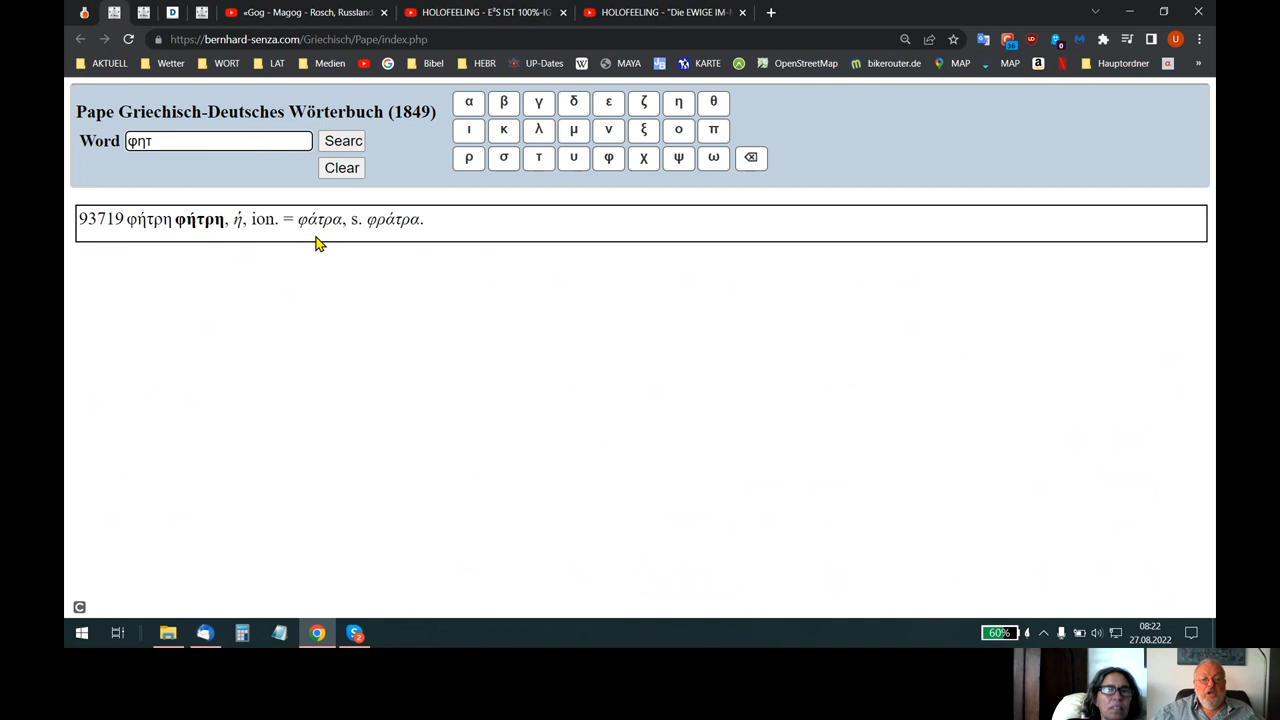 «Gog - Magog - Rosch, Russland
HOLOFEELING - E²S IST 100%-IG
HOLOFEELING - "Die EWIGE IM-M
https://bernhard-senza.com/Griechisch/Pape/index.php
AKTUELL Wetter WORT LAT Medien Bibel HEBR UP-Dates MAYA KARTE OpenStreetMap bikerouter.de MAP MAP Hauptordner
Pape Griechisch-Deutsches Wörterbuch (1849)
Word φητ Searc
Clear
α β γ δ ε ζ η θ
ι κ λ μ ν ξ ο π
ρ σ τ υ φ χ ψ ω
93719 φήτρη φήτρη, ἡ, ion. = φάτρα, s. φράτρα.
60%
08:22
27.08.2022